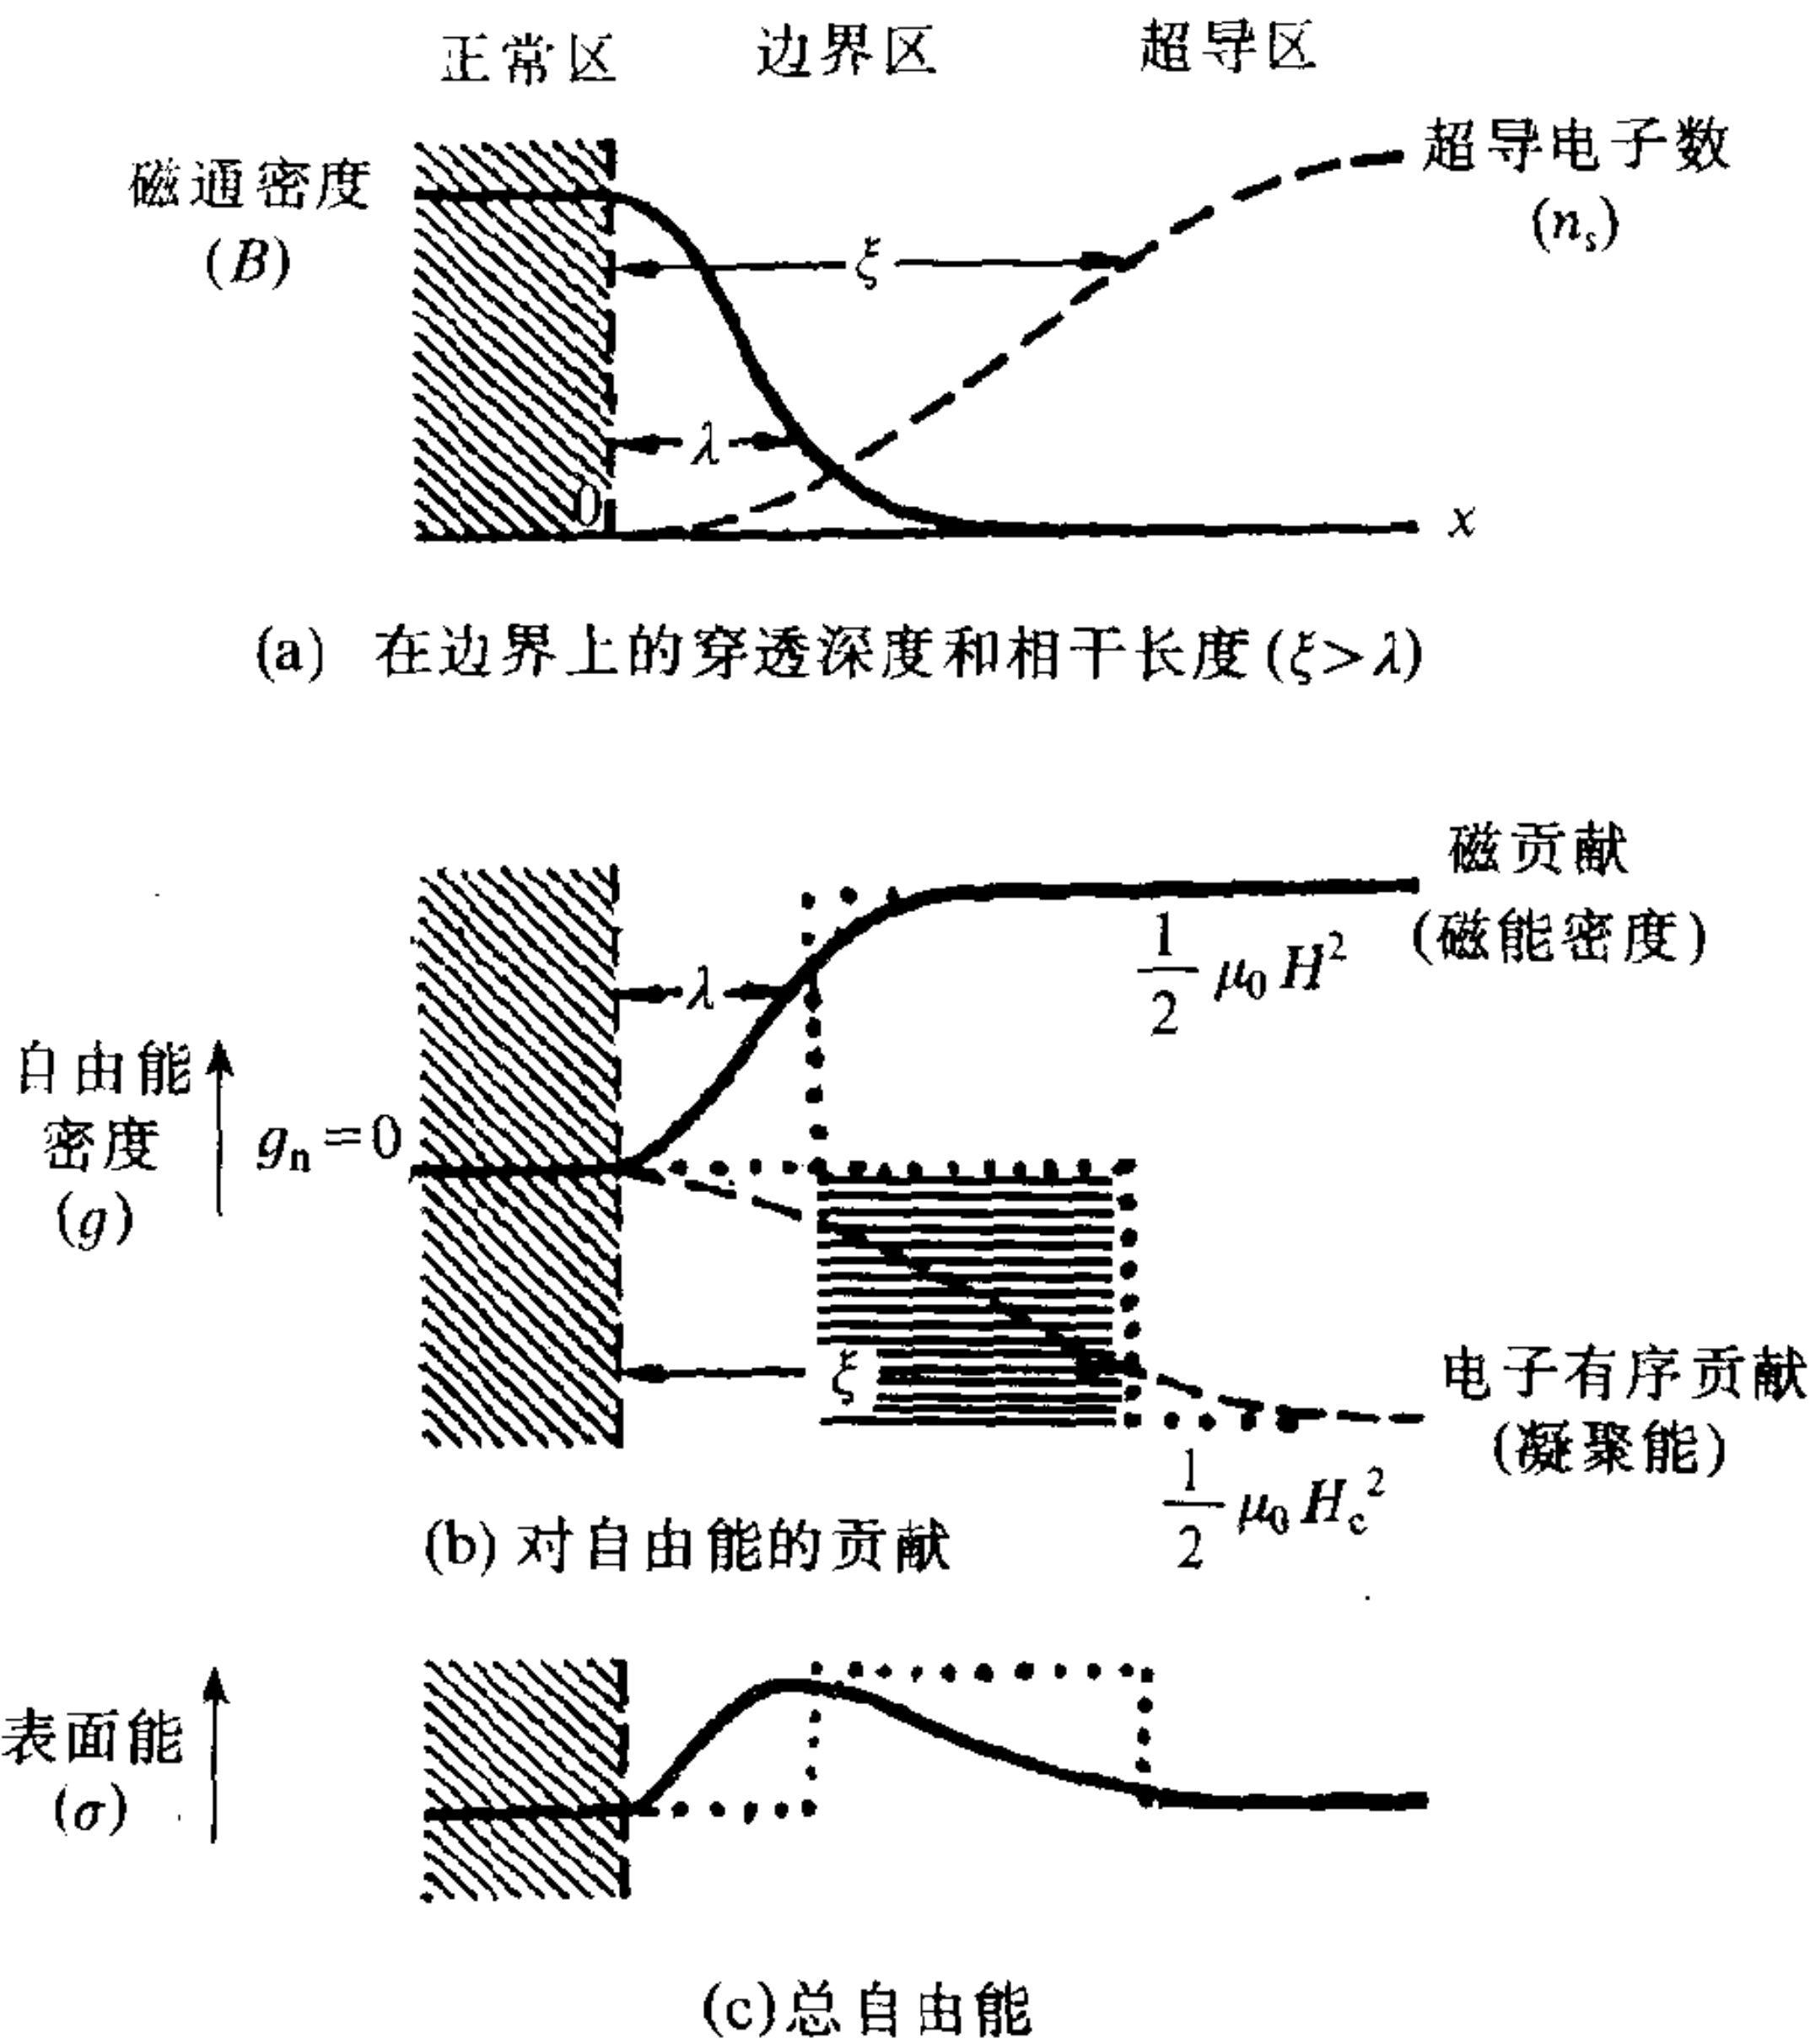 正常区 边界区 超导区
磁通密度
(B)
超导电子数
(nₛ)
ξ
λ
0
x
(a) 在边界上的穿透深度和相干长度(ξ>λ)
磁贡献
(磁能密度)
1/2 μ₀H²
λ
自由能
密度
(g)
gₙ=0
ξ
电子有序贡献
(凝聚能)
1/2 μ₀H_c²
(b) 对自由能的贡献
表面能
(σ)
(c)总自由能